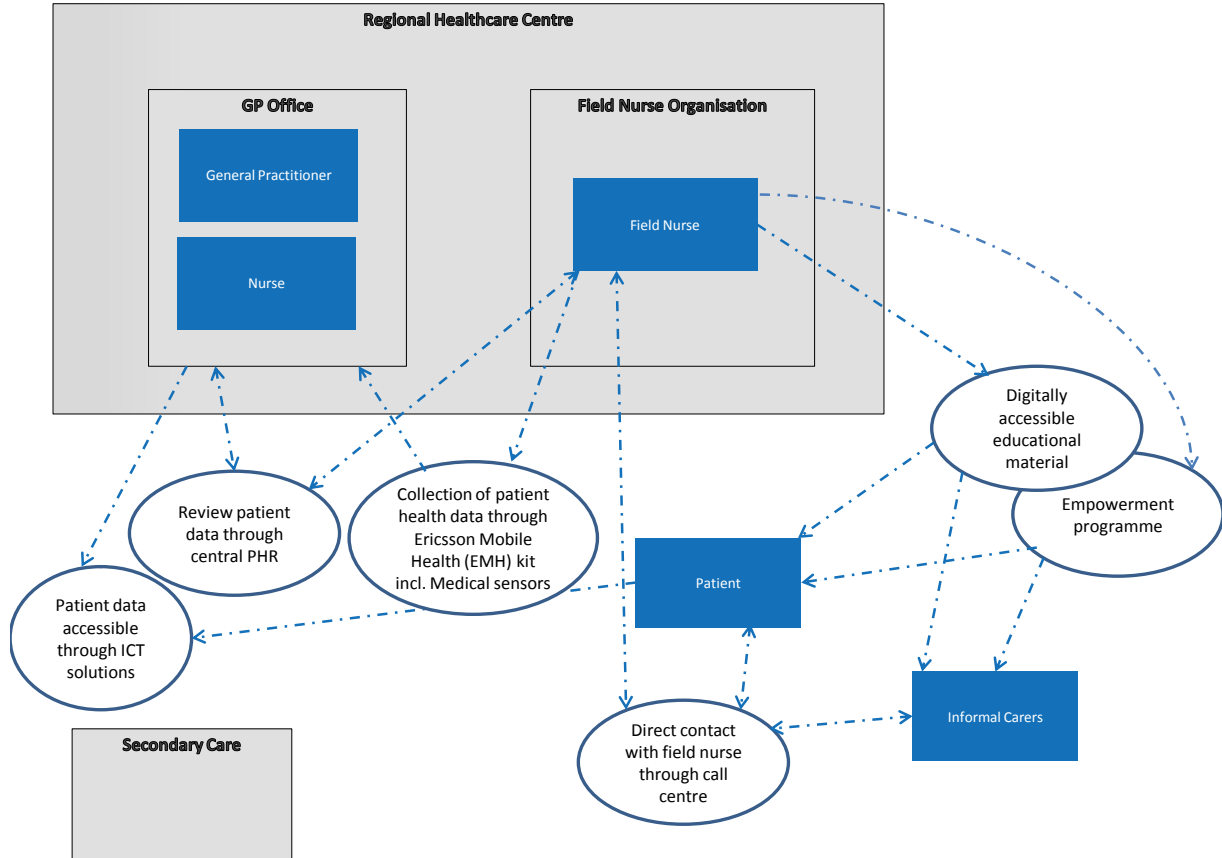 Regional Healthcare Centre
GP Office
General Practitioner
Nurse
Field Nurse Organisation
Field Nurse
Digitally
accessible
educational
material
Empowerment
programme
Review patient
data through
central PHR
Collection of patient
health data through
Ericsson Mobile
Health (EMH) kit
incl. Medical sensors
Patient
Patient data
accessible
through ICT
solutions
Informal Carers
Direct contact
with field nurse
through call
centre
Secondary Care